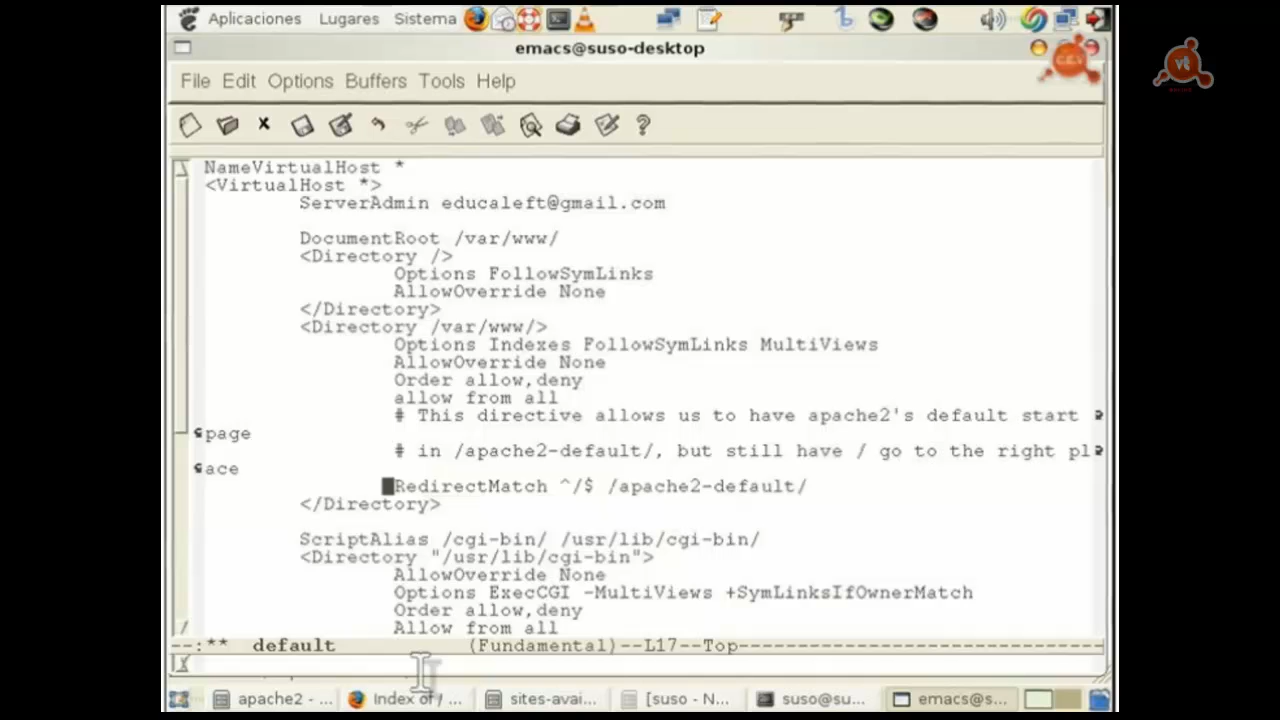 Aplicaciones Lugares Sistema
emacs@suso-desktop
File Edit Options Buffers Tools Help
NameVirtualHost *
<VirtualHost *>
ServerAdmin educaleft@gmail.com
DocumentRoot /var/www/
<Directory />
Options FollowSymLinks
AllowOverride None
</Directory>
<Directory /var/www/>
Options Indexes FollowSymLinks MultiViews
AllowOverride None
Order allow,deny
allow from all
# This directive allows us to have apache2's default start
page
# in /apache2-default/, but still have / go to the right pl
ace
RedirectMatch ^/$ /apache2-default/
</Directory>
ScriptAlias /cgi-bin/ /usr/lib/cgi-bin/
<Directory "/usr/lib/cgi-bin">
AllowOverride None
Options ExecCGI -MultiViews +SymLinksIfOwnerMatch
Order allow,deny
Allow from all
--:** default (Fundamental)--L17--Top--------------------------------
apache2 - ... Index of / ... sites-avai... [suso - N... suso@su... emacs@s...
vt